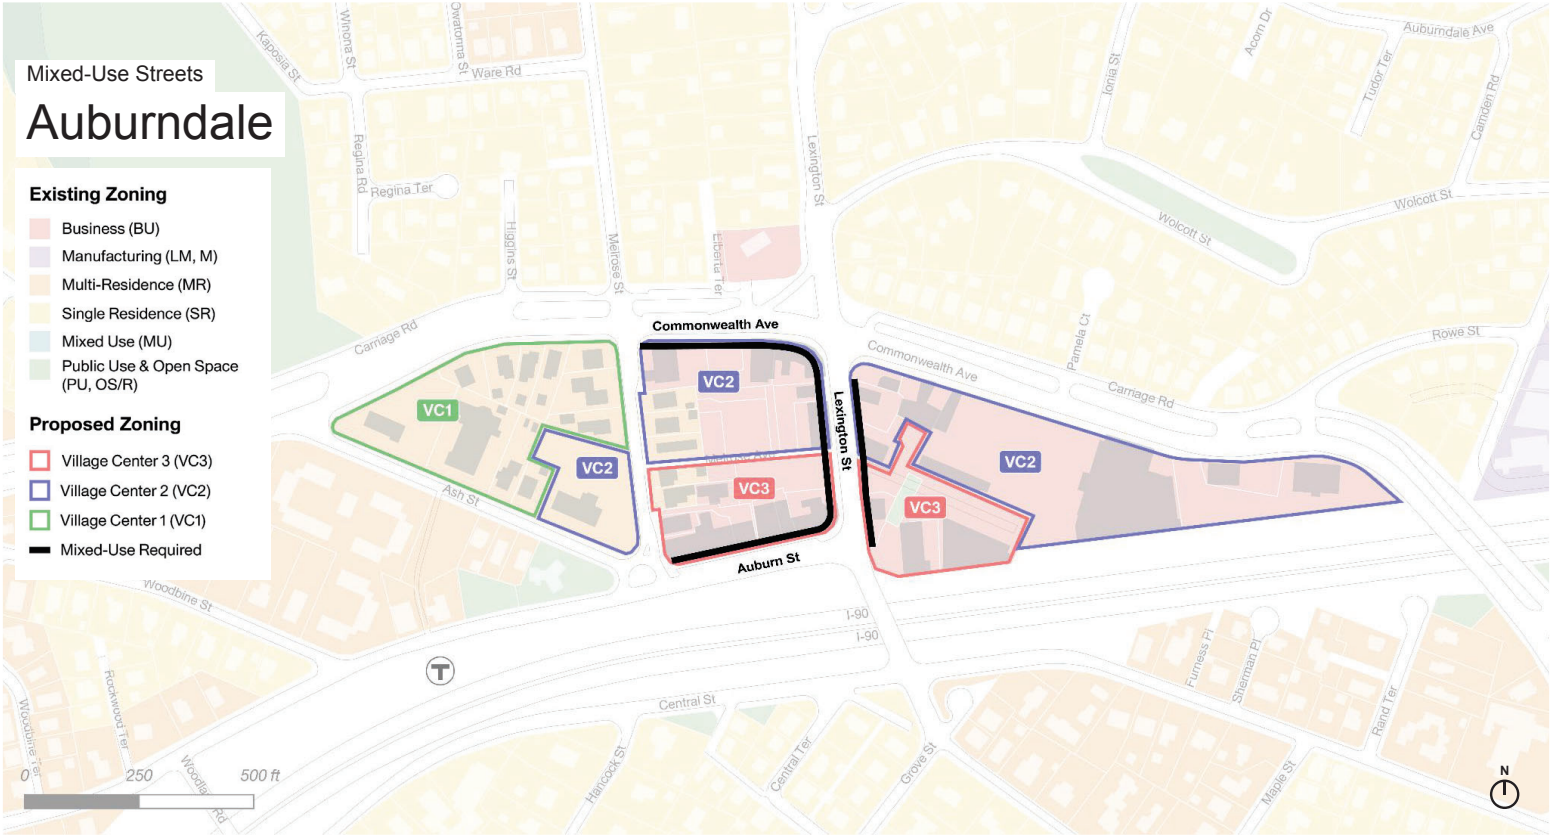 Mixed-Use Streets
Auburndale
Existing Zoning
Business (BU)
Manufacturing (LM, M)
Multi-Residence (MR)
Single Residence (SR)
Mixed Use (MU)
Public Use & Open Space
(PU, OS/R)
Proposed Zoning
Village Center 3 (VC3)
Village Center 2 (VC2)
Village Center 1 (VC1)
Mixed-Use Required
0
250
500 ft
Kaposia St
Winona St
Owatonna St
Ware Rd
Regina Rd
Regina Ter
Higgins St
Melrose St
Liberta Ter
Lexington St
Ionia St
Acorn Dr
Auburndale Ave
Tudor Ter
Camden Rd
Wolcott St
Wolcott St
Rowe St
Pamela Ct
Carriage Rd
Commonwealth Ave
Commonwealth Ave
Carriage Rd
VC1
VC2
VC2
VC2
VC3
VC3
Lexington St
Melrose Ave
Ash St
Auburn St
Woodbine St
I-90
I-90
T
Rockwood Ter
Woodbine Ter
Central St
Hancock St
Central Ter
Grove St
Furness Pl
Sherman Pl
Rand Ter
Maple St
N